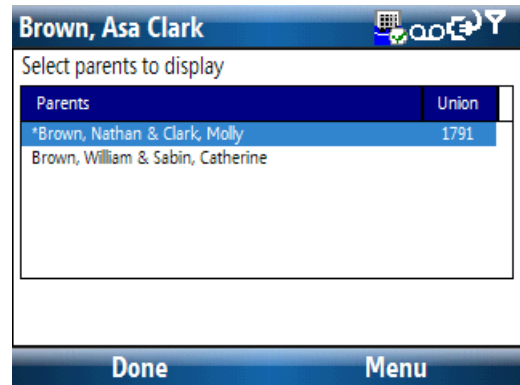 Brown, Asa Clark
Select parents to display
Parents Union
*Brown, Nathan & Clark, Molly 1791
Brown, William & Sabin, Catherine
Done Menu